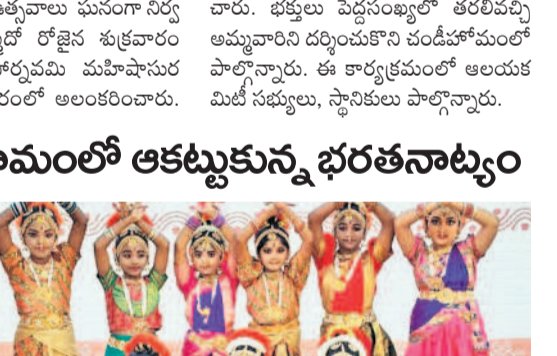 ఉత్సవాలు ఘనంగా నిర్వ
రోజైన శుక్రవారం
మహిషాసుర
అలంకరించారు.
చారు. భక్తులు పెద్దసంఖ్యలో తరలివచ్చి
అమ్మవారిని దర్శించుకొని చండీహోమంలో
పాల్గొన్నారు. ఈ కార్యక్రమంలో ఆలయక
మిటీ సభ్యులు, స్థానికులు పాల్గొన్నారు.
ఆకట్టుకున్న భరతనాట్యం